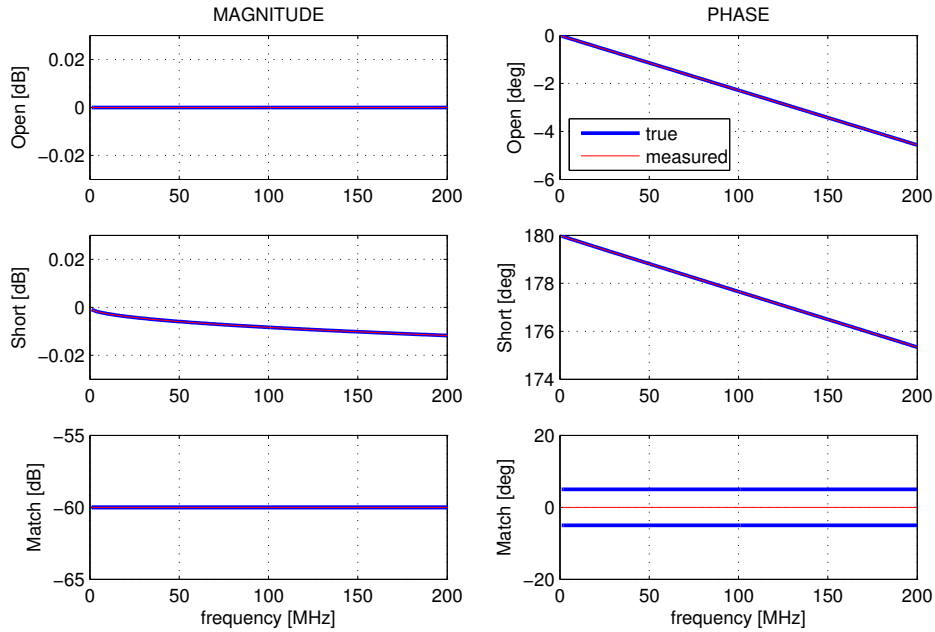 MAGNITUDE
PHASE
Open [dB]
0.02
0
−0.02
0 50 100 150 200
Open [deg]
0
−2
−4
−6
true
measured
0 50 100 150 200
Short [dB]
0.02
0
−0.02
0 50 100 150 200
Short [deg]
180
178
176
174
0 50 100 150 200
Match [dB]
−55
−60
−65
0 50 100 150 200
frequency [MHz]
Match [deg]
20
0
−20
0 50 100 150 200
frequency [MHz]